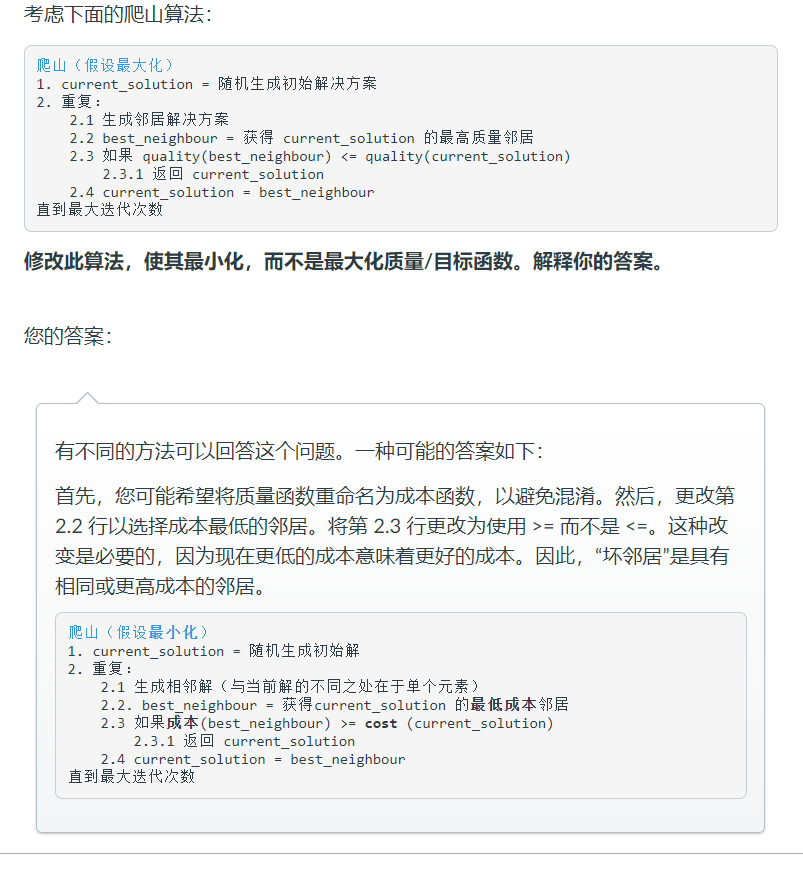 考虑下面的爬山算法：
爬山（假设最大化）
1. current_solution = 随机生成初始解决方案
2. 重复：
2.1 生成邻居解决方案
2.2 best_neighbour = 获得 current_solution 的最高质量邻居
2.3 如果 quality(best_neighbour) <= quality(current_solution)
2.3.1 返回 current_solution
2.4 current_solution = best_neighbour
直到最大迭代次数
修改此算法，使其最小化，而不是最大化质量/目标函数。解释你的答案。
您的答案：
有不同的方法可以回答这个问题。一种可能的答案如下：
首先，您可能希望将质量函数重命名为成本函数，以避免混淆。然后，更改第
2.2 行以选择成本最低的邻居。将第 2.3 行更改为使用 >= 而不是 <=。这种改
变是必要的，因为现在更低的成本意味着更好的成本。因此，“坏邻居”是具有
相同或更高成本的邻居。
爬山（假设最小化）
1. current_solution = 随机生成初始解
2. 重复：
2.1 生成相邻解（与当前解的不同之处在于单个元素）
2.2. best_neighbour = 获得current_solution 的最低成本邻居
2.3 如果成本(best_neighbour) >= cost (current_solution)
2.3.1 返回 current_solution
2.4 current_solution = best_neighbour
直到最大迭代次数